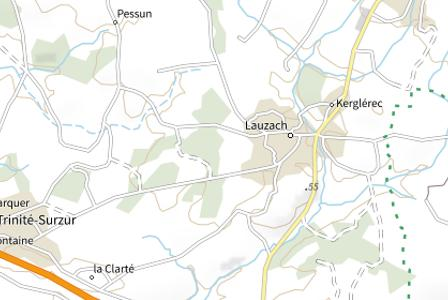 Pessun
Kerglérec
Lauzach
.55
arquer
Trinité-Surzur
ontaine
la Clarté